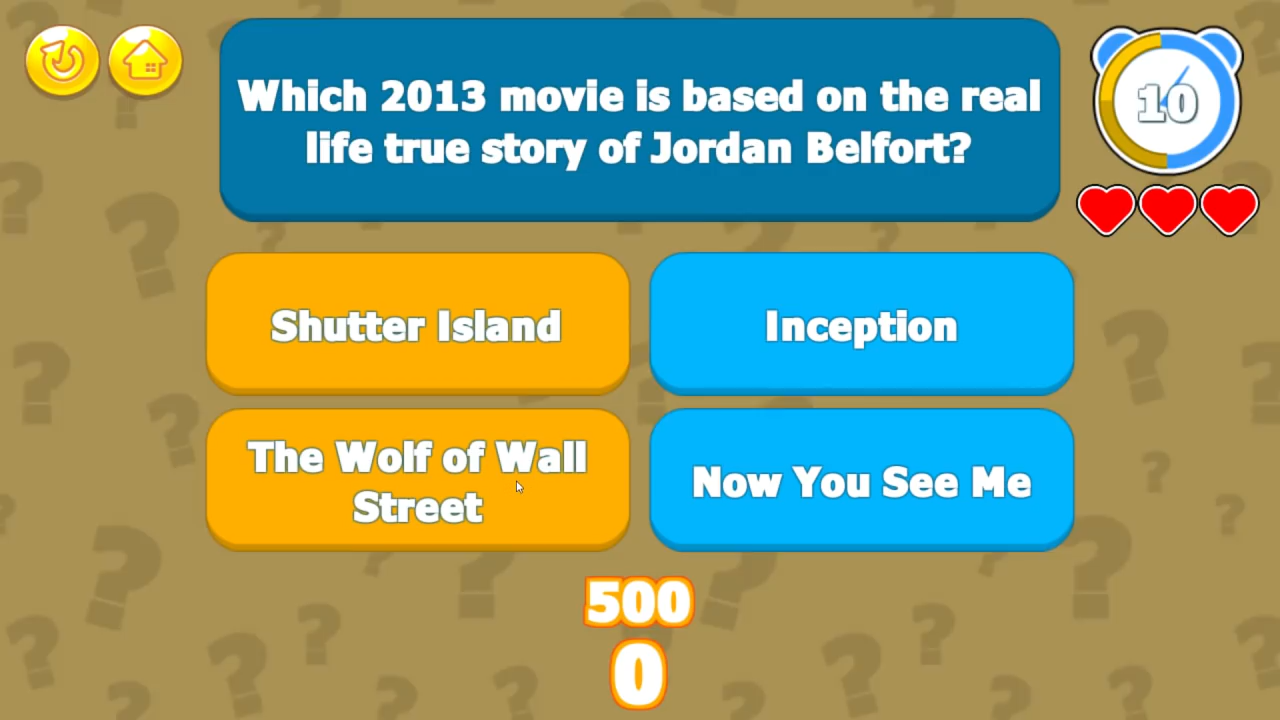 Which 2013 movie is based on the real
life true story of Jordan Belfort?
10
Shutter Island
Inception
The Wolf of Wall
Street
Now You See Me
500
0